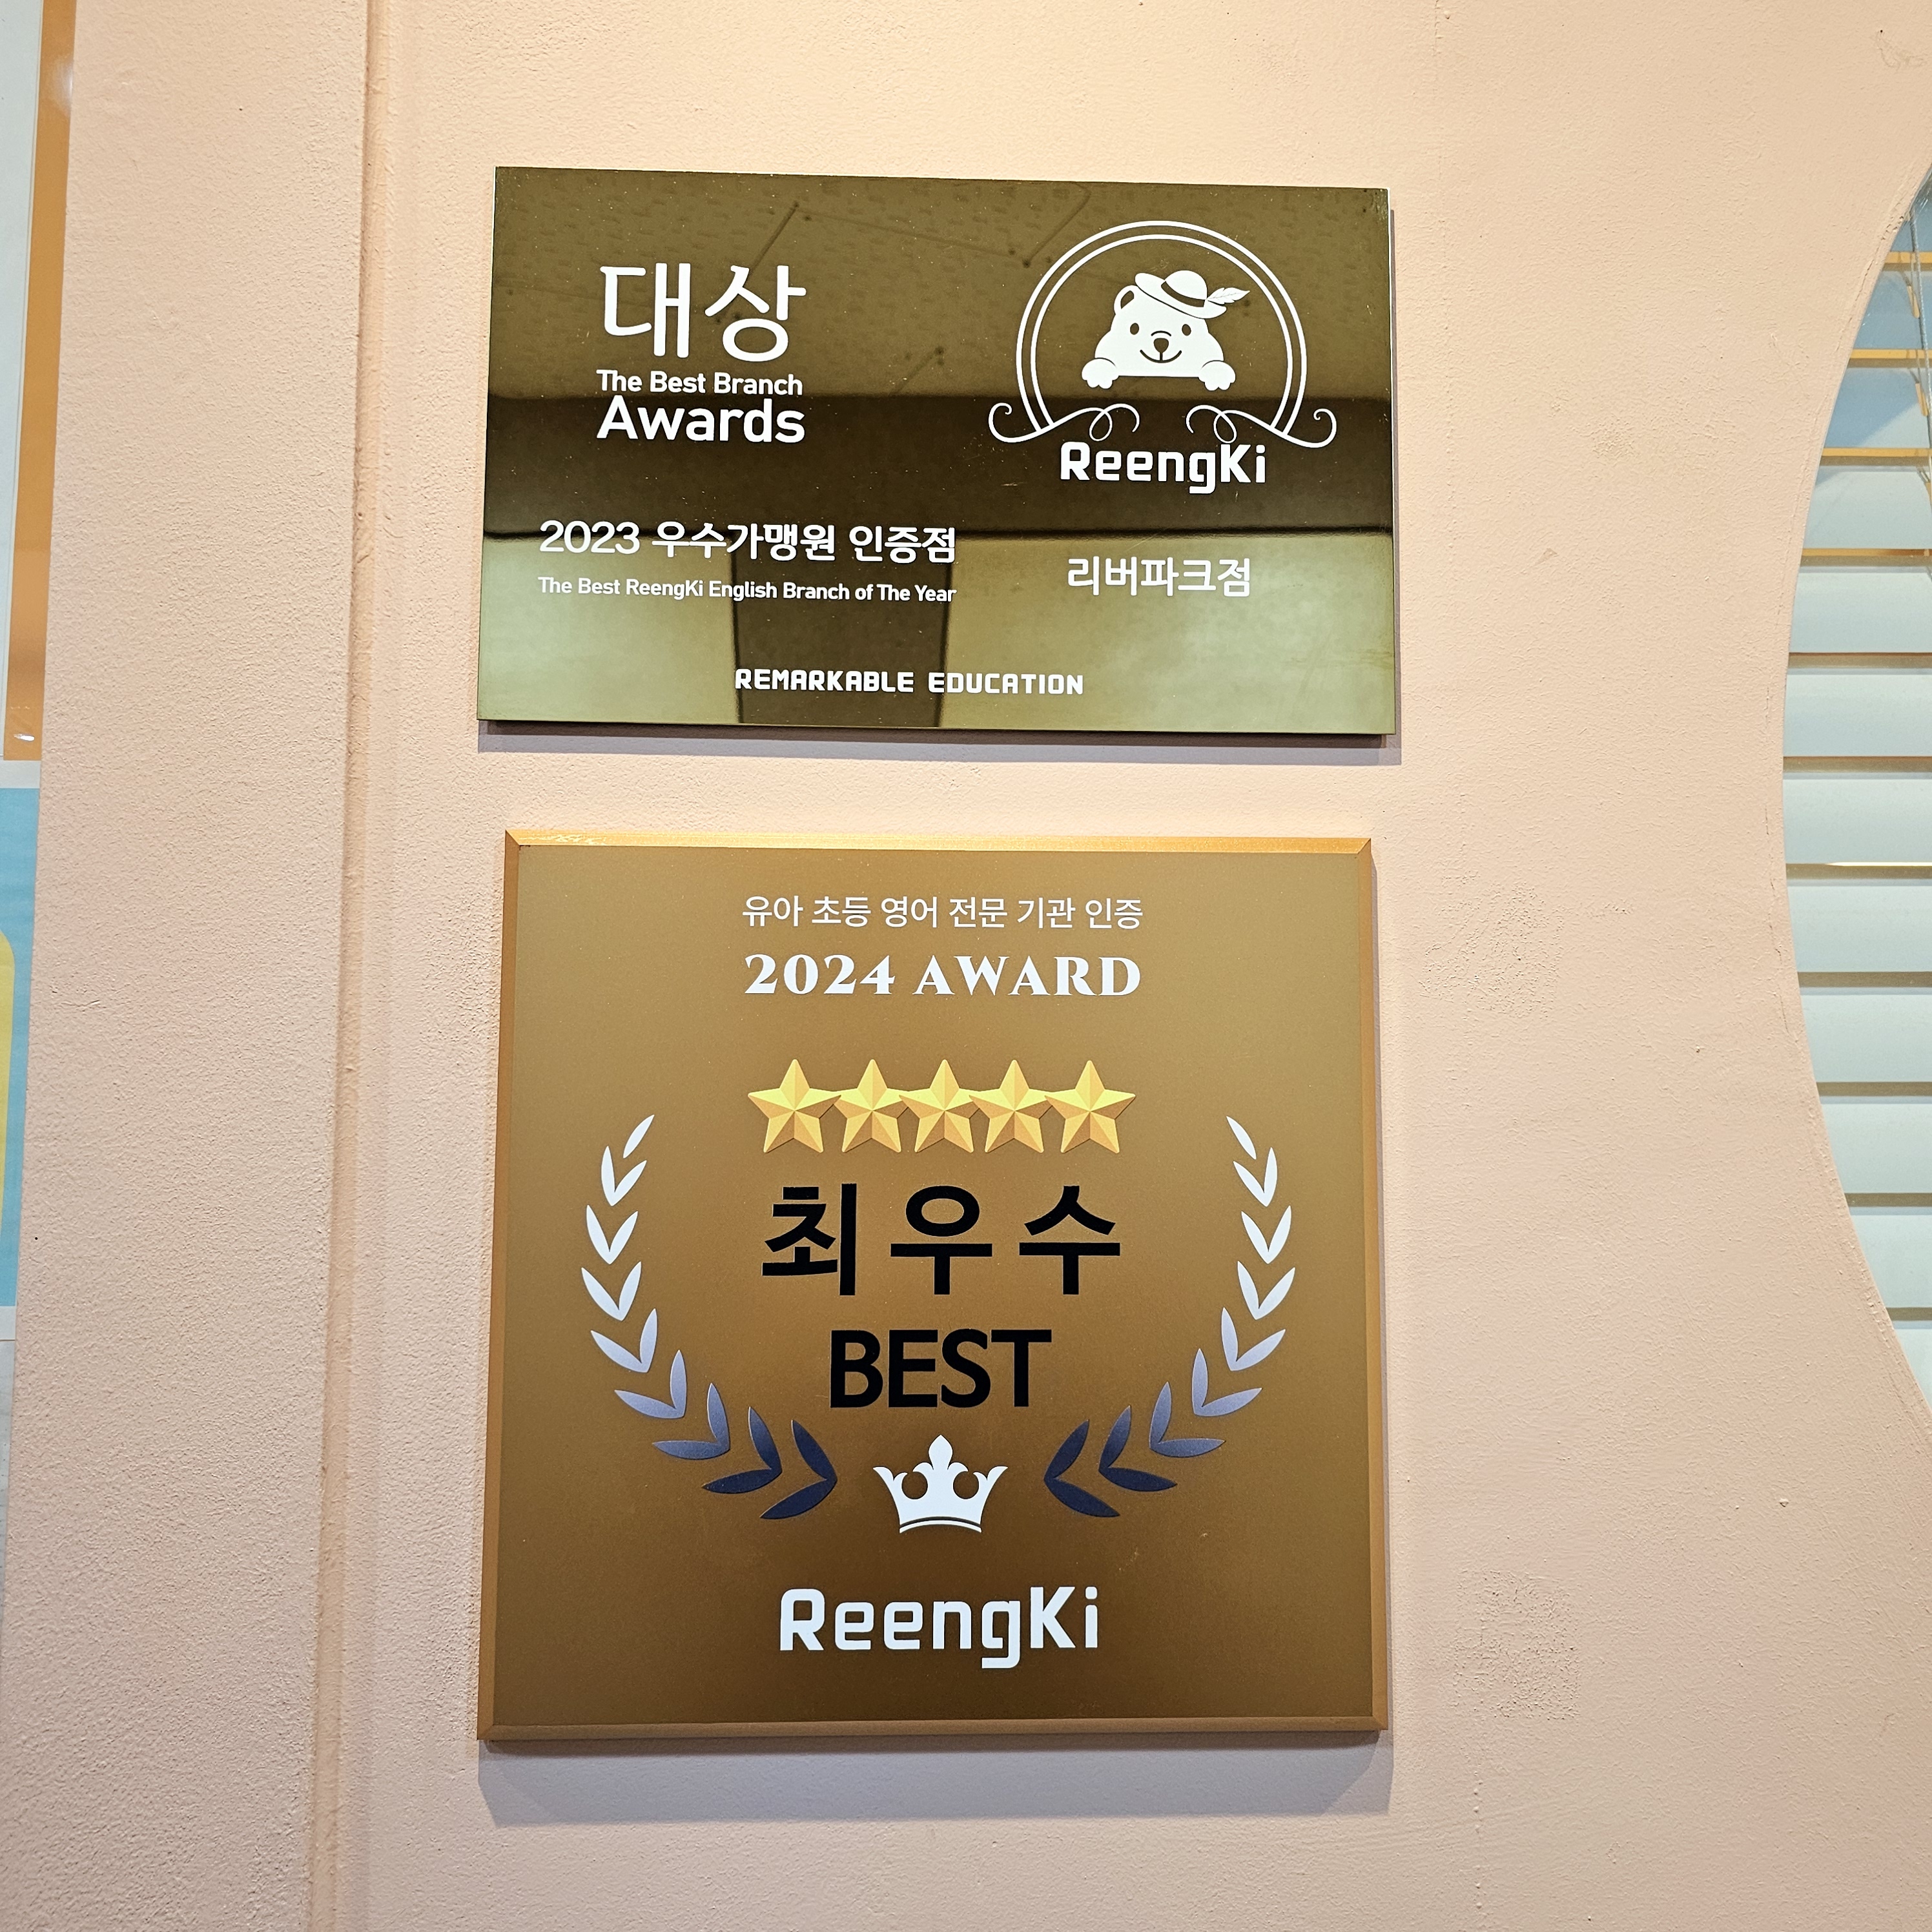 대상
The Best Branch
Awards
ReengKi
2023 우수가맹원 인증점
The Best ReengKi English Branch of The Year
리버파크점
REMARKABLE EDUCATION
유아 초등 영어 전문 기관 인증
2024 AWARD
최우수
BEST
ReengKi